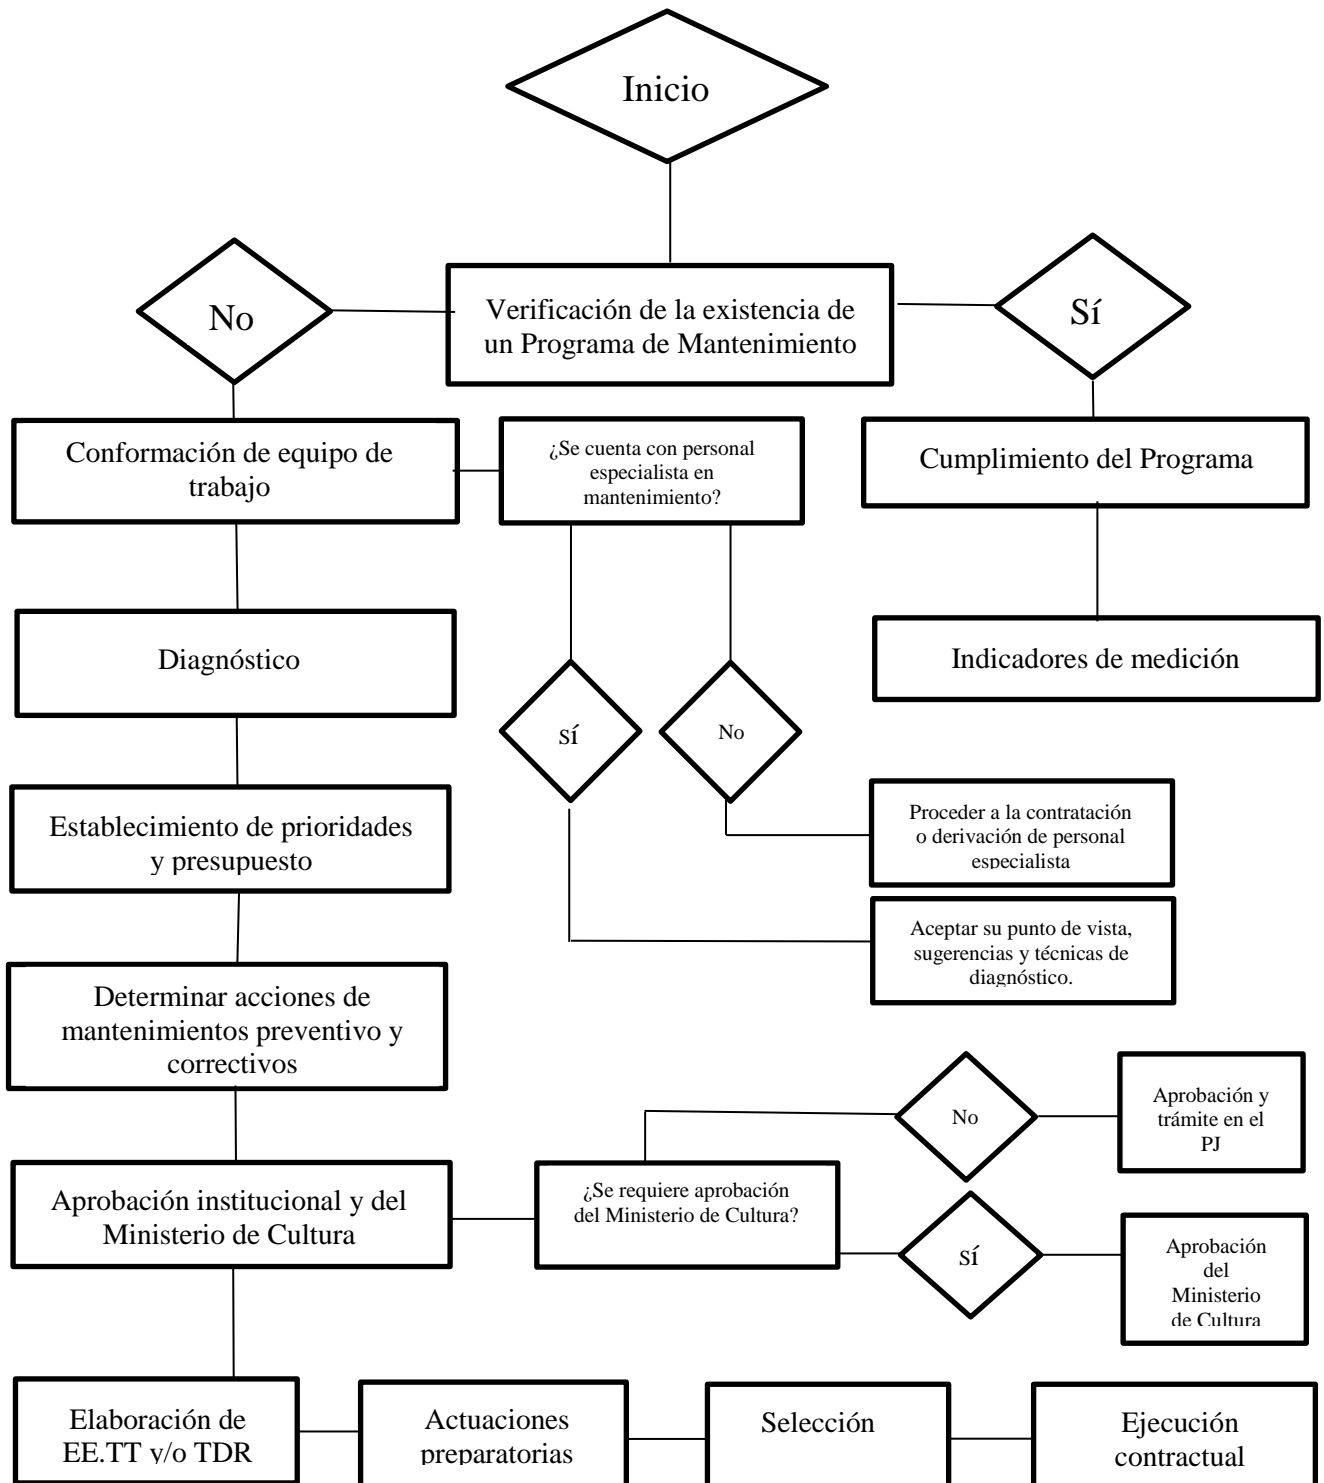 Inicio
No
Verificación de la existencia de
un Programa de Mantenimiento
Sí
Conformación de equipo de
trabajo
¿Se cuenta con personal
especialista en
mantenimiento?
Cumplimiento del Programa
Diagnóstico
Indicadores de medición
Sí
No
Establecimiento de prioridades
y presupuesto
Proceder a la contratación
o derivación de personal
especialista
Aceptar su punto de vista,
sugerencias y técnicas de
diagnóstico.
Determinar acciones de
mantenimientos preventivo y
correctivos
No
Aprobación y
trámite en el
PJ
Aprobación institucional y del
Ministerio de Cultura
¿Se requiere aprobación
del Ministerio de Cultura?
Sí
Aprobación
del
Ministerio
de Cultura
Elaboración de
EE.TT y/o TDR
Actuaciones
preparatorias
Selección
Ejecución
contractual